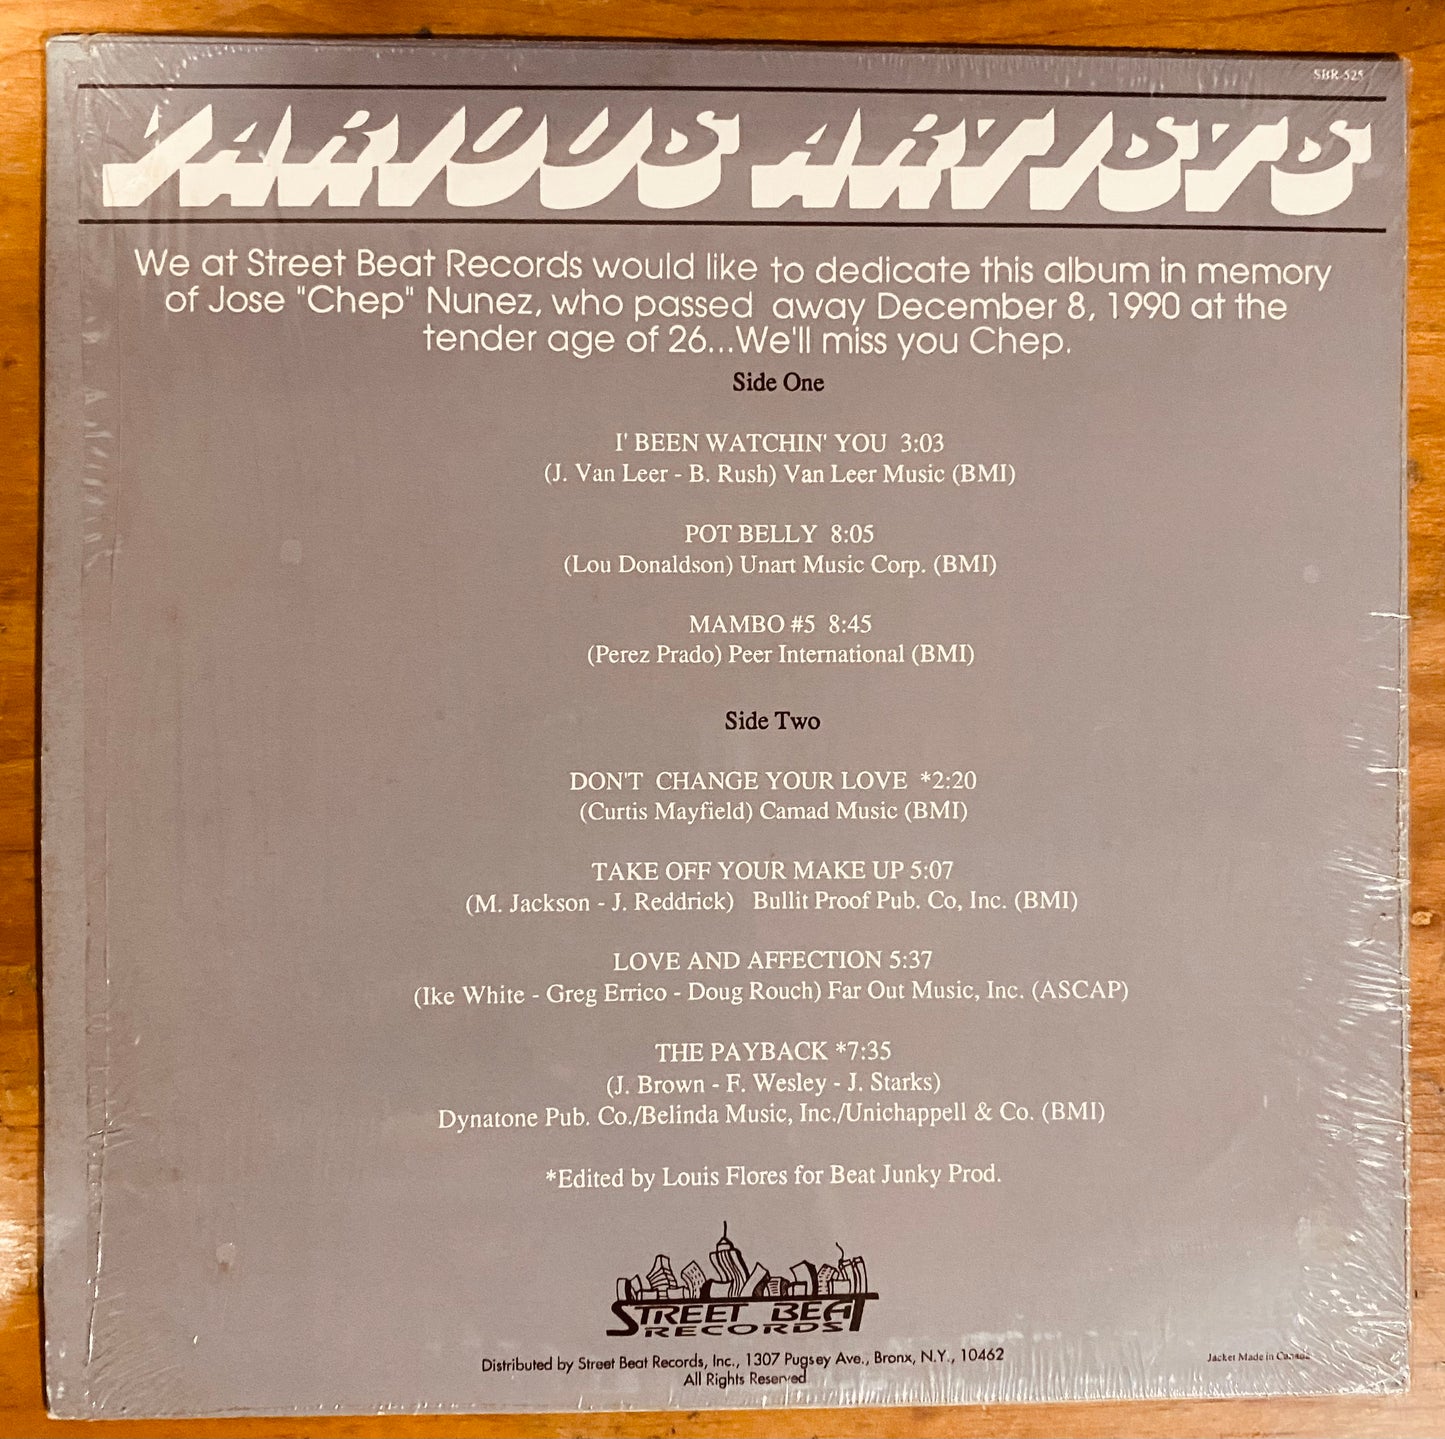 SBR-525
VARIOUS ARTISTS
We at Street Beat Records would like to dedicate this album in memory
of Jose "Chep" Nunez, who passed away December 8, 1990 at the
tender age of 26...We'll miss you Chep.
Side One
I' BEEN WATCHIN' YOU 3:03
(J. Van Leer - B. Rush) Van Leer Music (BMI)
POT BELLY 8:05
(Lou Donaldson) Unart Music Corp. (BMI)
MAMBO #5 8:45
(Perez Prado) Peer International (BMI)
Side Two
DON'T CHANGE YOUR LOVE *2:20
(Curtis Mayfield) Camad Music (BMI)
TAKE OFF YOUR MAKE UP 5:07
(M. Jackson - J. Reddrick) Bullit Proof Pub. Co, Inc. (BMI)
LOVE AND AFFECTION 5:37
(Ike White - Greg Errico - Doug Rouch) Far Out Music, Inc. (ASCAP)
THE PAYBACK *7:35
(J. Brown - F. Wesley - J. Starks)
Dynatone Pub. Co./Belinda Music, Inc./Unichappell & Co. (BMI)
*Edited by Louis Flores for Beat Junky Prod.
STREET BEAT
RECORDS
Distributed by Street Beat Records, Inc., 1307 Pugsey Ave., Bronx, N.Y., 10462
All Rights Reserved
Jacket Made in Canada